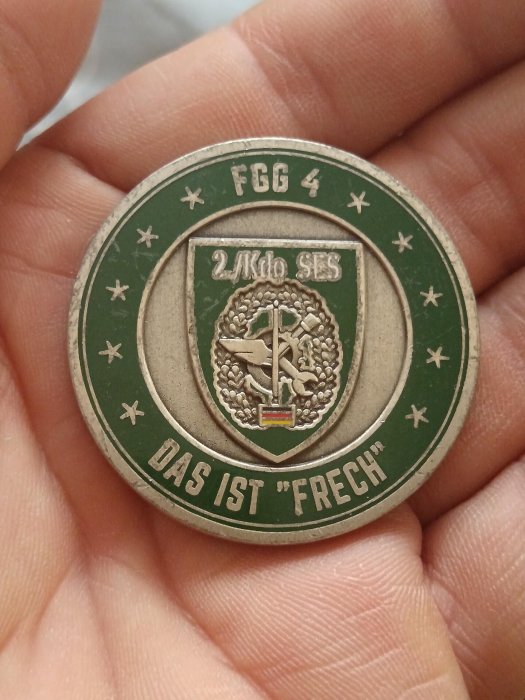 FGG 4
2./Kdo SES
DAS IST "FRECH"